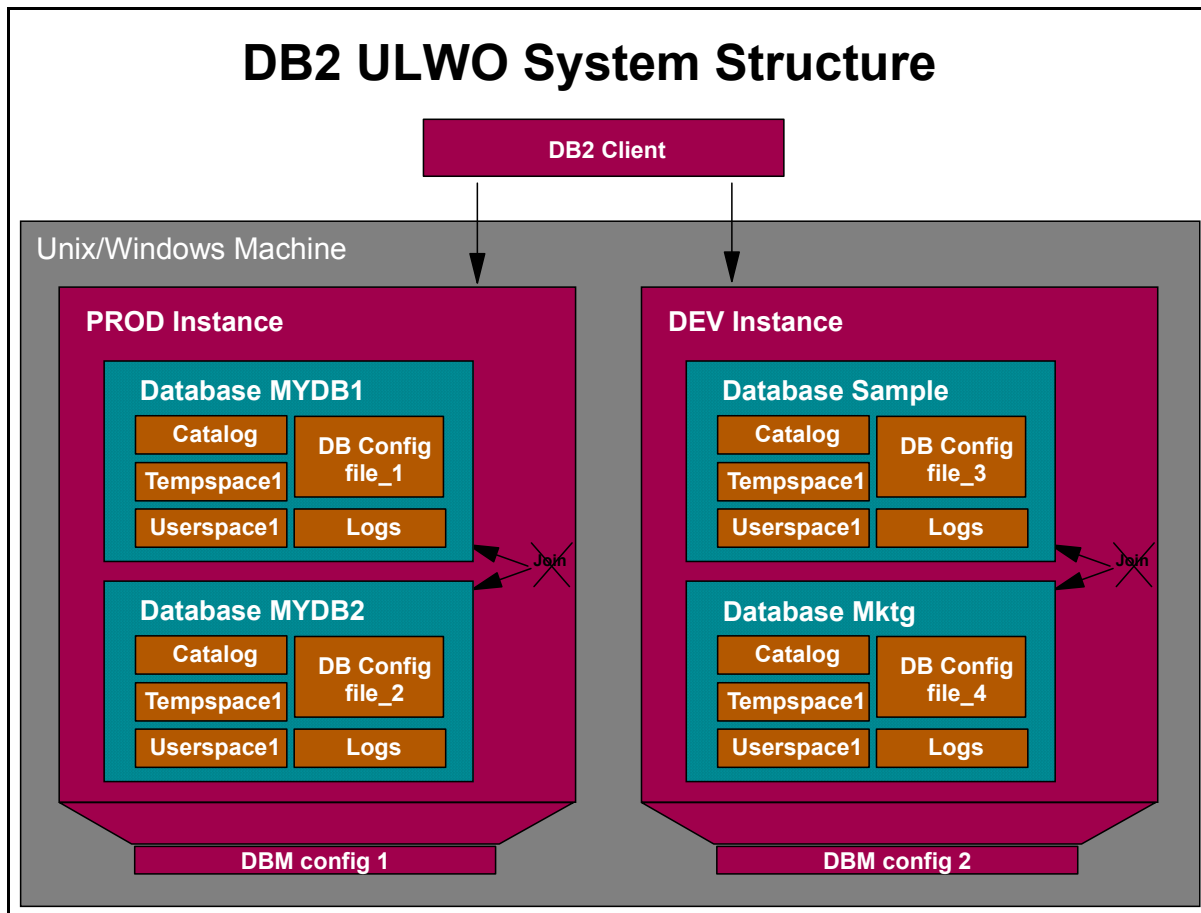 DB2 ULWO System Structure
DB2 Client
Unix/Windows Machine
PROD Instance
Database MYDB1
Catalog
Tempspace1
Userspace1
DB Config
file_1
Logs
Join
Database MYDB2
Catalog
Tempspace1
Userspace1
DB Config
file_2
Logs
DBM config 1
DEV Instance
Database Sample
Catalog
Tempspace1
Userspace1
DB Config
file_3
Logs
Join
Database Mktg
Catalog
Tempspace1
Userspace1
DB Config
file_4
Logs
DBM config 2